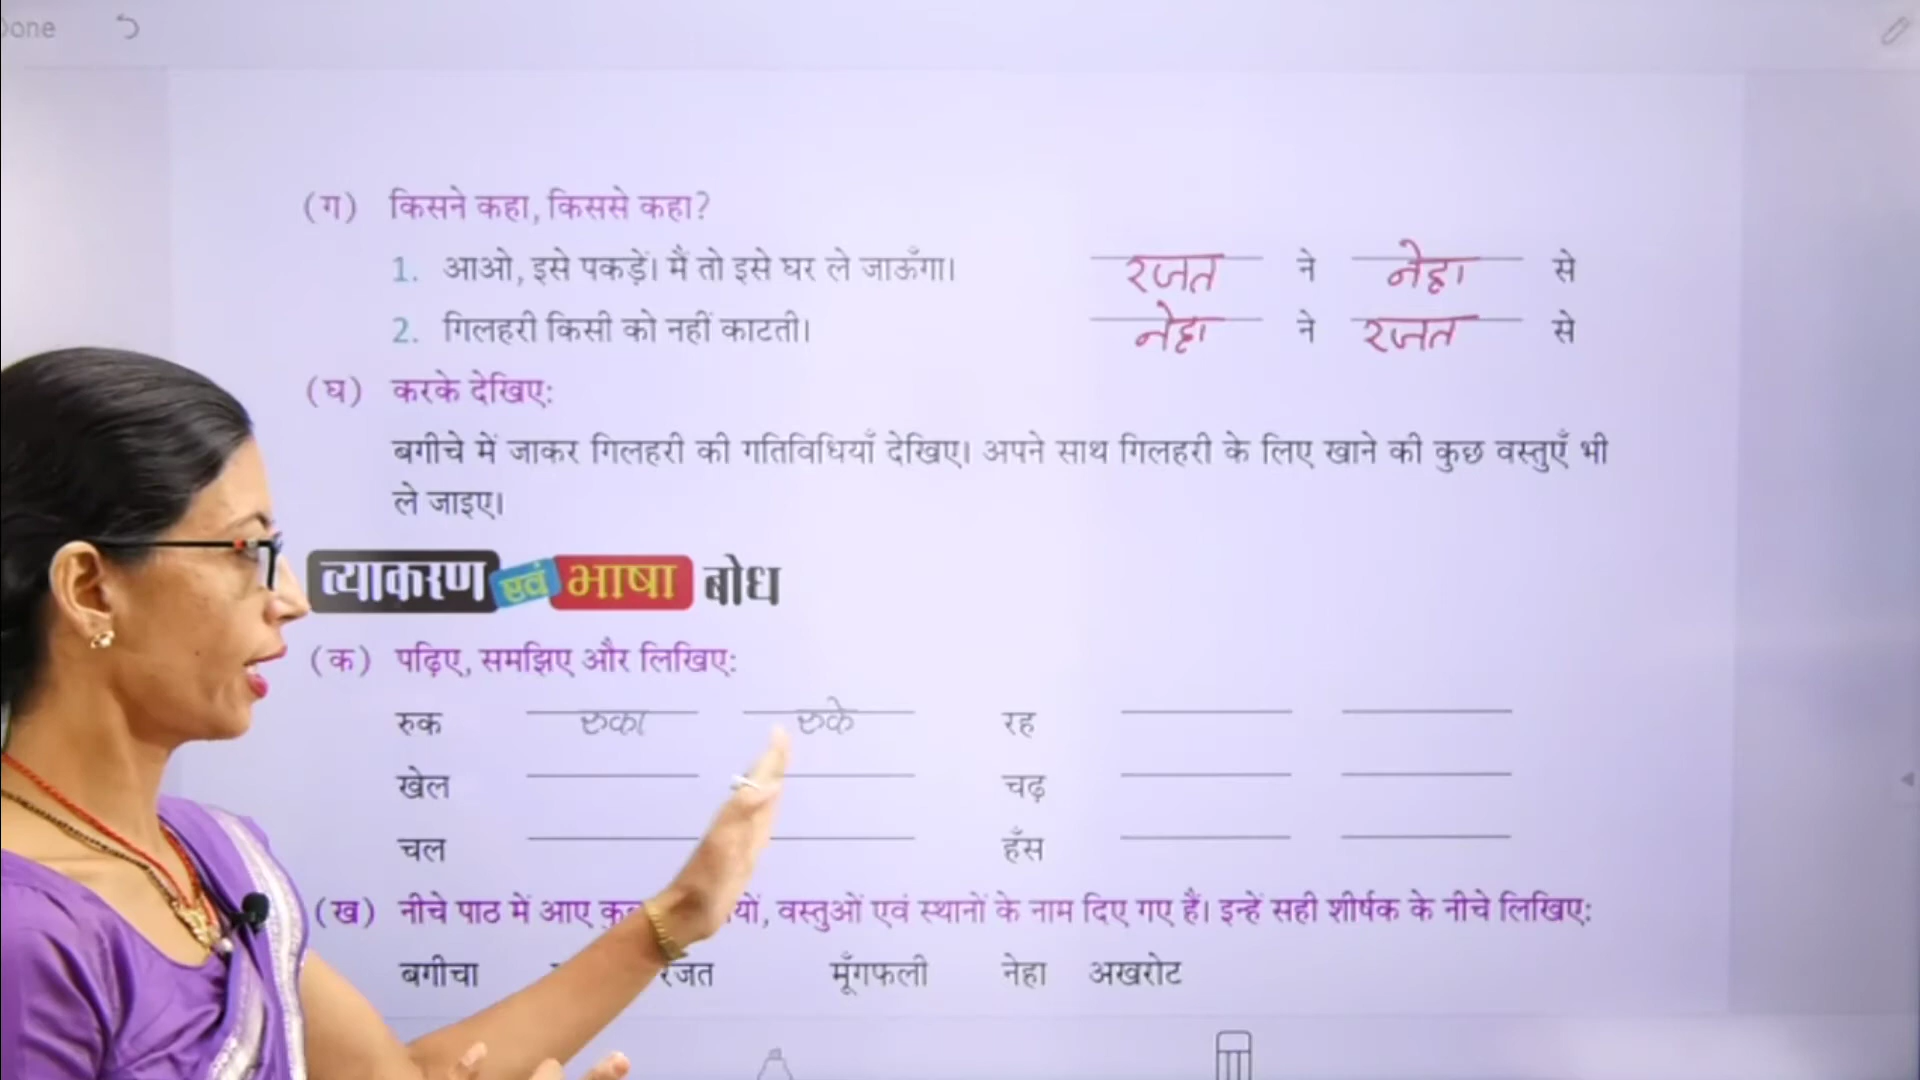 Done
(ग) किसने कहा, किससे कहा?
1. आओ, इसे पकड़ें। मैं तो इसे घर ले जाऊँगा। रजत ने नेहा से
2. गिलहरी किसी को नहीं काटती। नेहा ने रजत से
(घ) करके देखिए:
बगीचे में जाकर गिलहरी की गतिविधियाँ देखिए। अपने साथ गिलहरी के लिए खाने की कुछ वस्तुएँ भी
ले जाइए।
व्याकरण एवं भाषा बोध
(क) पढ़िए, समझिए और लिखिए:
रुक रुका रुके रह
खेल चढ़
चल हँस
(ख) नीचे पाठ में आए वस्तुओं एवं स्थानों के नाम दिए गए हैं। इन्हें सही शीर्षक के नीचे लिखिए:
बगीचा रजत मूँगफली नेहा अखरोट